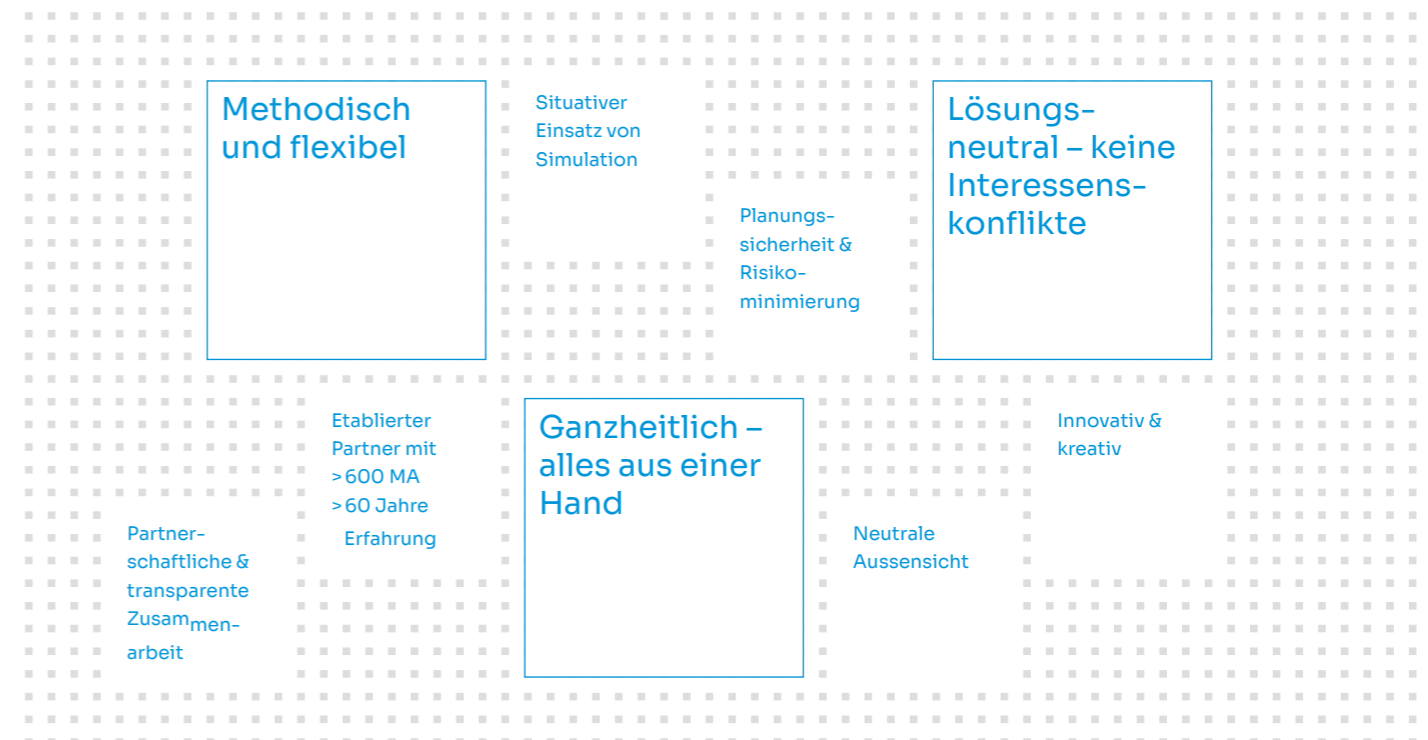 Methodisch
und flexibel
Situativer
Einsatz von
Simulation
Planungs-
sicherheit &
Risiko-
minimierung
Lösungs-
neutral – keine
Interessens-
konflikte
Partner-
schaftliche &
transparente
Zusammen-
arbeit
Etablierter
Partner mit
>600 MA
>60 Jahre
Erfahrung
Ganzheitlich –
alles aus einer
Hand
Neutrale
Aussensicht
Innovativ &
kreativ